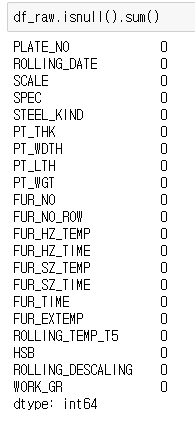 df_raw.isnull().sum()
PLATE_NO 0
ROLLING_DATE 0
SCALE 0
SPEC 0
STEEL_KIND 0
PT_THK 0
PT_WDTH 0
PT_LTH 0
PT_WGT 0
FUR_NO 0
FUR_NO_ROW 0
FUR_HZ_TEMP 0
FUR_HZ_TIME 0
FUR_SZ_TEMP 0
FUR_SZ_TIME 0
FUR_TIME 0
FUR_EXTEMP 0
ROLLING_TEMP_T5 0
HSB 0
ROLLING_DESCALING 0
WORK_GR 0
dtype: int64